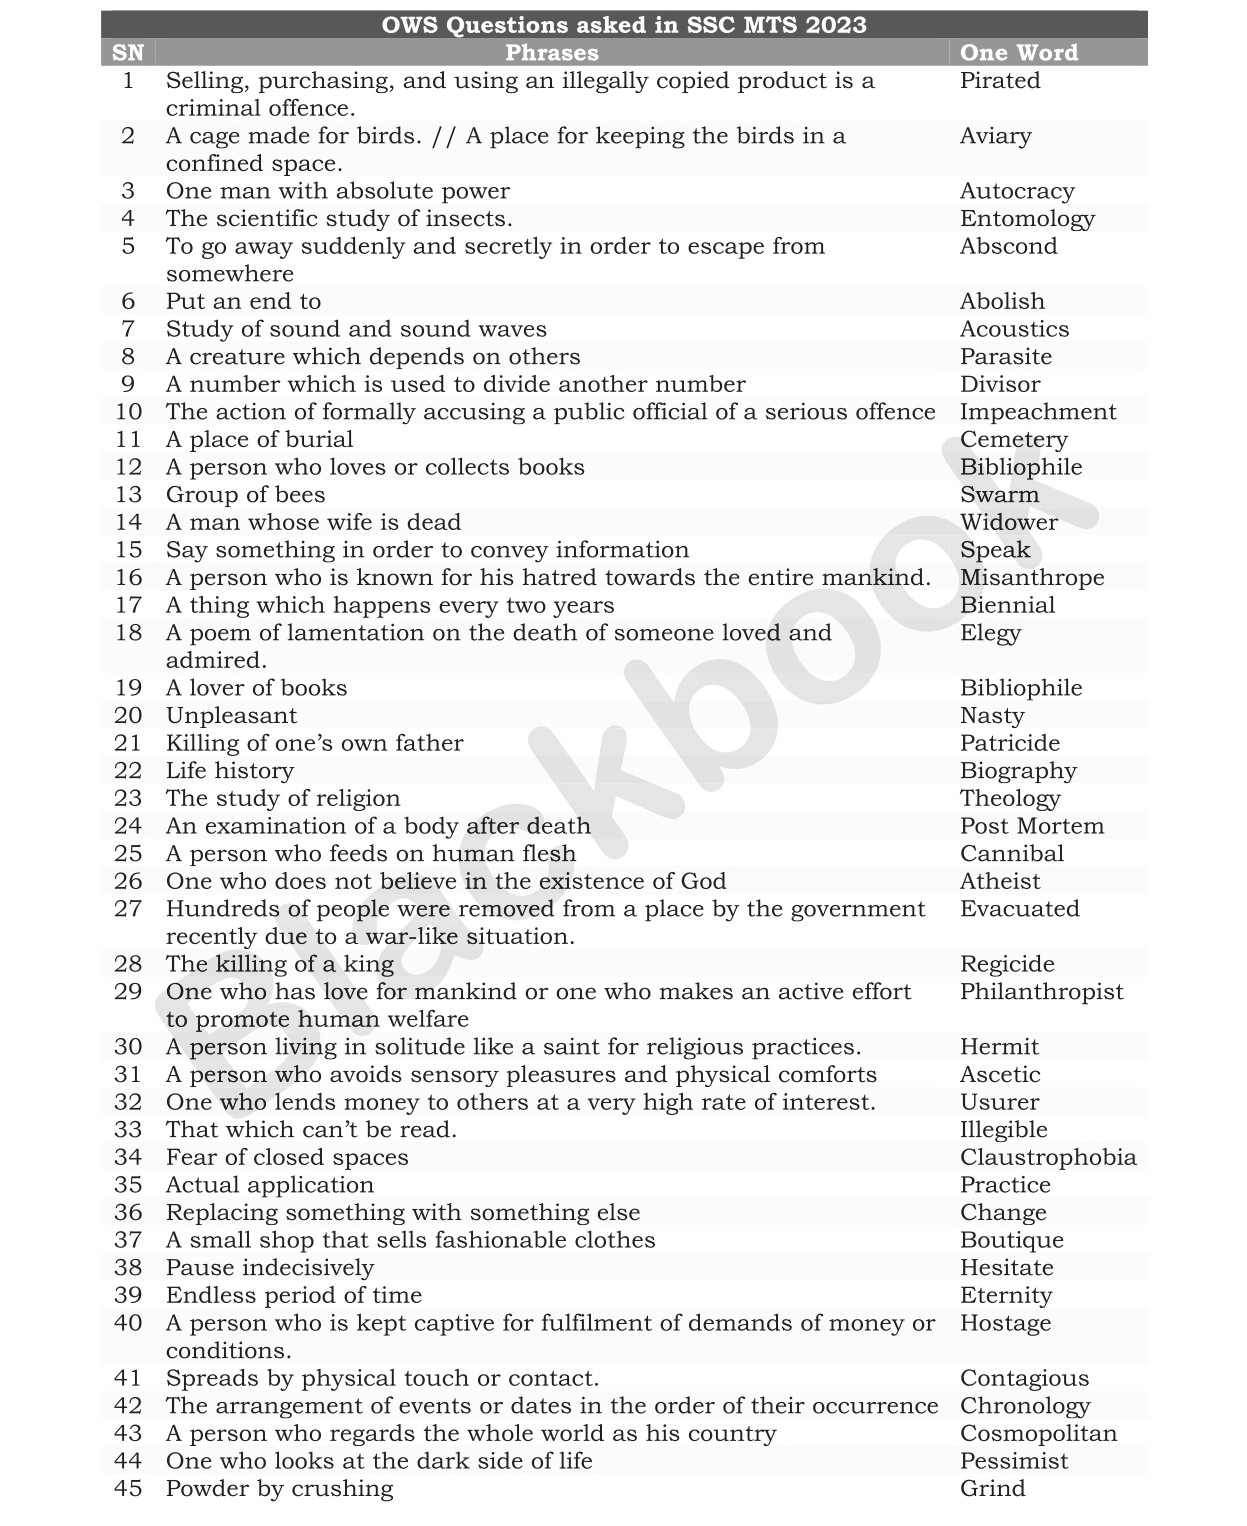 OWS Questions asked in SSC MTS 2023
SN Phrases One Word
1 Selling, purchasing, and using an illegally copied product is a Pirated
criminal offence.
2 A cage made for birds. // A place for keeping the birds in a Aviary
confined space.
3 One man with absolute power Autocracy
4 The scientific study of insects. Entomology
5 To go away suddenly and secretly in order to escape from Abscond
somewhere
6 Put an end to Abolish
7 Study of sound and sound waves Acoustics
8 A creature which depends on others Parasite
9 A number which is used to divide another number Divisor
10 The action of formally accusing a public official of a serious offence Impeachment
11 A place of burial Cemetery
12 A person who loves or collects books Bibliophile
13 Group of bees Swarm
14 A man whose wife is dead Widower
15 Say something in order to convey information Speak
16 A person who is known for his hatred towards the entire mankind. Misanthrope
17 A thing which happens every two years Biennial
18 A poem of lamentation on the death of someone loved and Elegy
admired.
19 A lover of books Bibliophile
20 Unpleasant Nasty
21 Killing of one’s own father Patricide
22 Life history Biography
23 The study of religion Theology
24 An examination of a body after death Post Mortem
25 A person who feeds on human flesh Cannibal
26 One who does not believe in the existence of God Atheist
27 Hundreds of people were removed from a place by the government Evacuated
recently due to a war-like situation.
28 The killing of a king Regicide
29 One who has love for mankind or one who makes an active effort Philanthropist
to promote human welfare
30 A person living in solitude like a saint for religious practices. Hermit
31 A person who avoids sensory pleasures and physical comforts Ascetic
32 One who lends money to others at a very high rate of interest. Usurer
33 That which can’t be read. Illegible
34 Fear of closed spaces Claustrophobia
35 Actual application Practice
36 Replacing something with something else Change
37 A small shop that sells fashionable clothes Boutique
38 Pause indecisively Hesitate
39 Endless period of time Eternity
40 A person who is kept captive for fulfilment of demands of money or Hostage
conditions.
41 Spreads by physical touch or contact. Contagious
42 The arrangement of events or dates in the order of their occurrence Chronology
43 A person who regards the whole world as his country Cosmopolitan
44 One who looks at the dark side of life Pessimist
45 Powder by crushing Grind
Blackbook